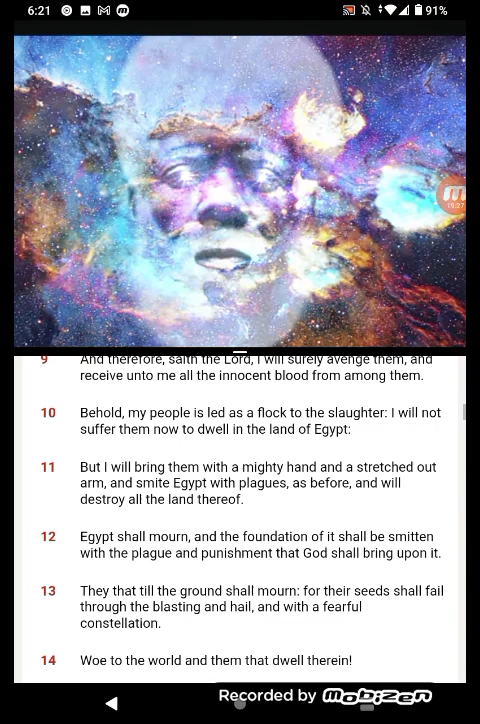 6:21
91%
m
15:27
9 And therefore, saith the Lord, I will surely avenge them, and
receive unto me all the innocent blood from among them.
10 Behold, my people is led as a flock to the slaughter: I will not
suffer them now to dwell in the land of Egypt:
11 But I will bring them with a mighty hand and a stretched out
arm, and smite Egypt with plagues, as before, and will
destroy all the land thereof.
12 Egypt shall mourn, and the foundation of it shall be smitten
with the plague and punishment that God shall bring upon it.
13 They that till the ground shall mourn: for their seeds shall fail
through the blasting and hail, and with a fearful
constellation.
14 Woe to the world and them that dwell therein!
Recorded by Mobizen